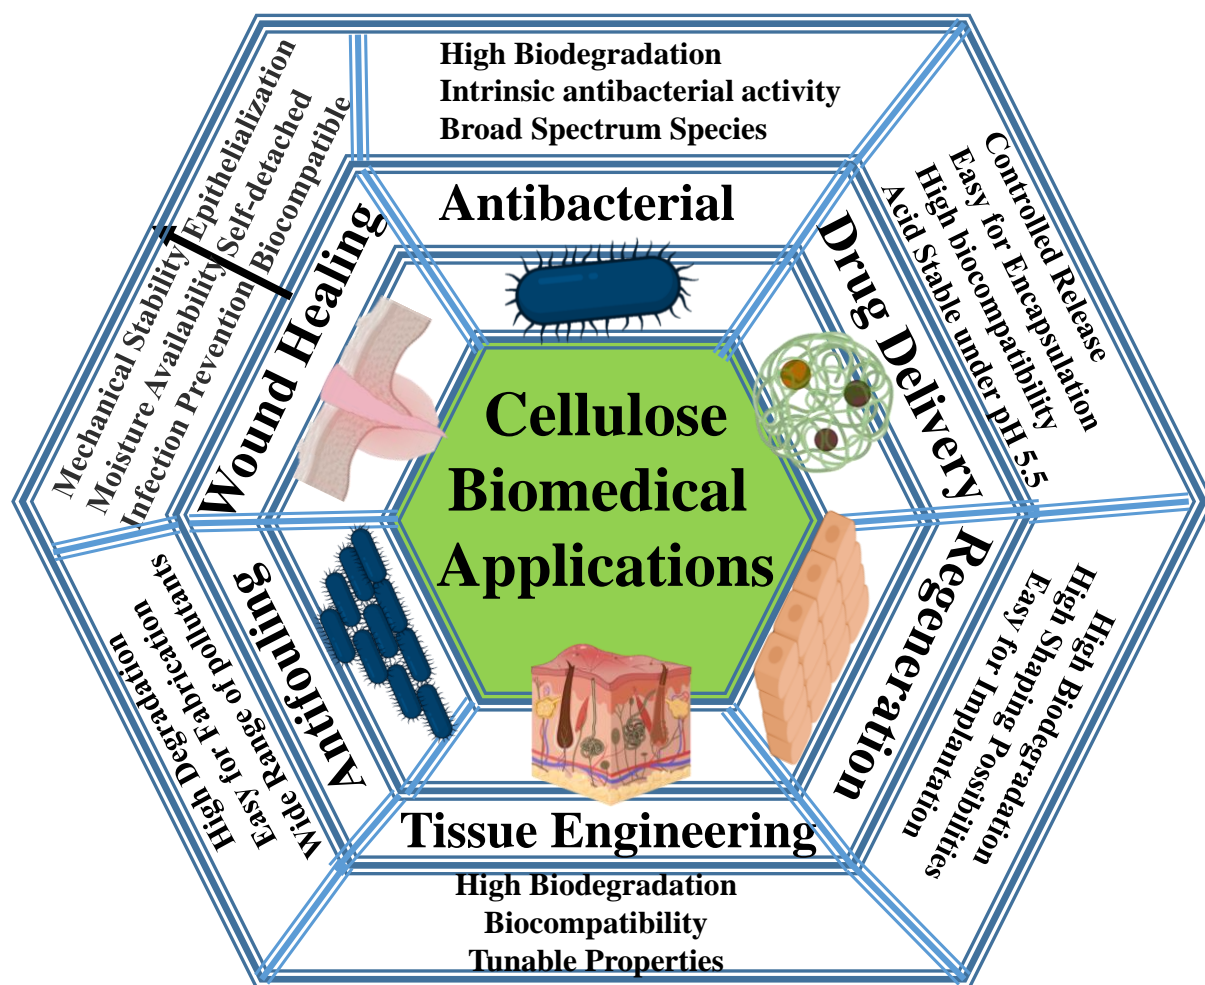 Cellulose
Biomedical
Applications
Antibacterial
High Biodegradation
Intrinsic antibacterial activity
Broad Spectrum Species
Drug Delivery
Controlled Release
Easy for Encapsulation
High biocompatibility
Acid Stable under pH 5.5
Regeneration
High Biodegradation
High Shaping Possibilities
Easy for Implantation
Tissue Engineering
High Biodegradation
Biocompatibility
Tunable Properties
Antifouling
Wide Range of pollutants
Easy for Fabrication
High Degradation
Wound Healing
Mechanical Stability Epithelialization
Moisture Availability Self-detached
Infection Prevention Biocompatible